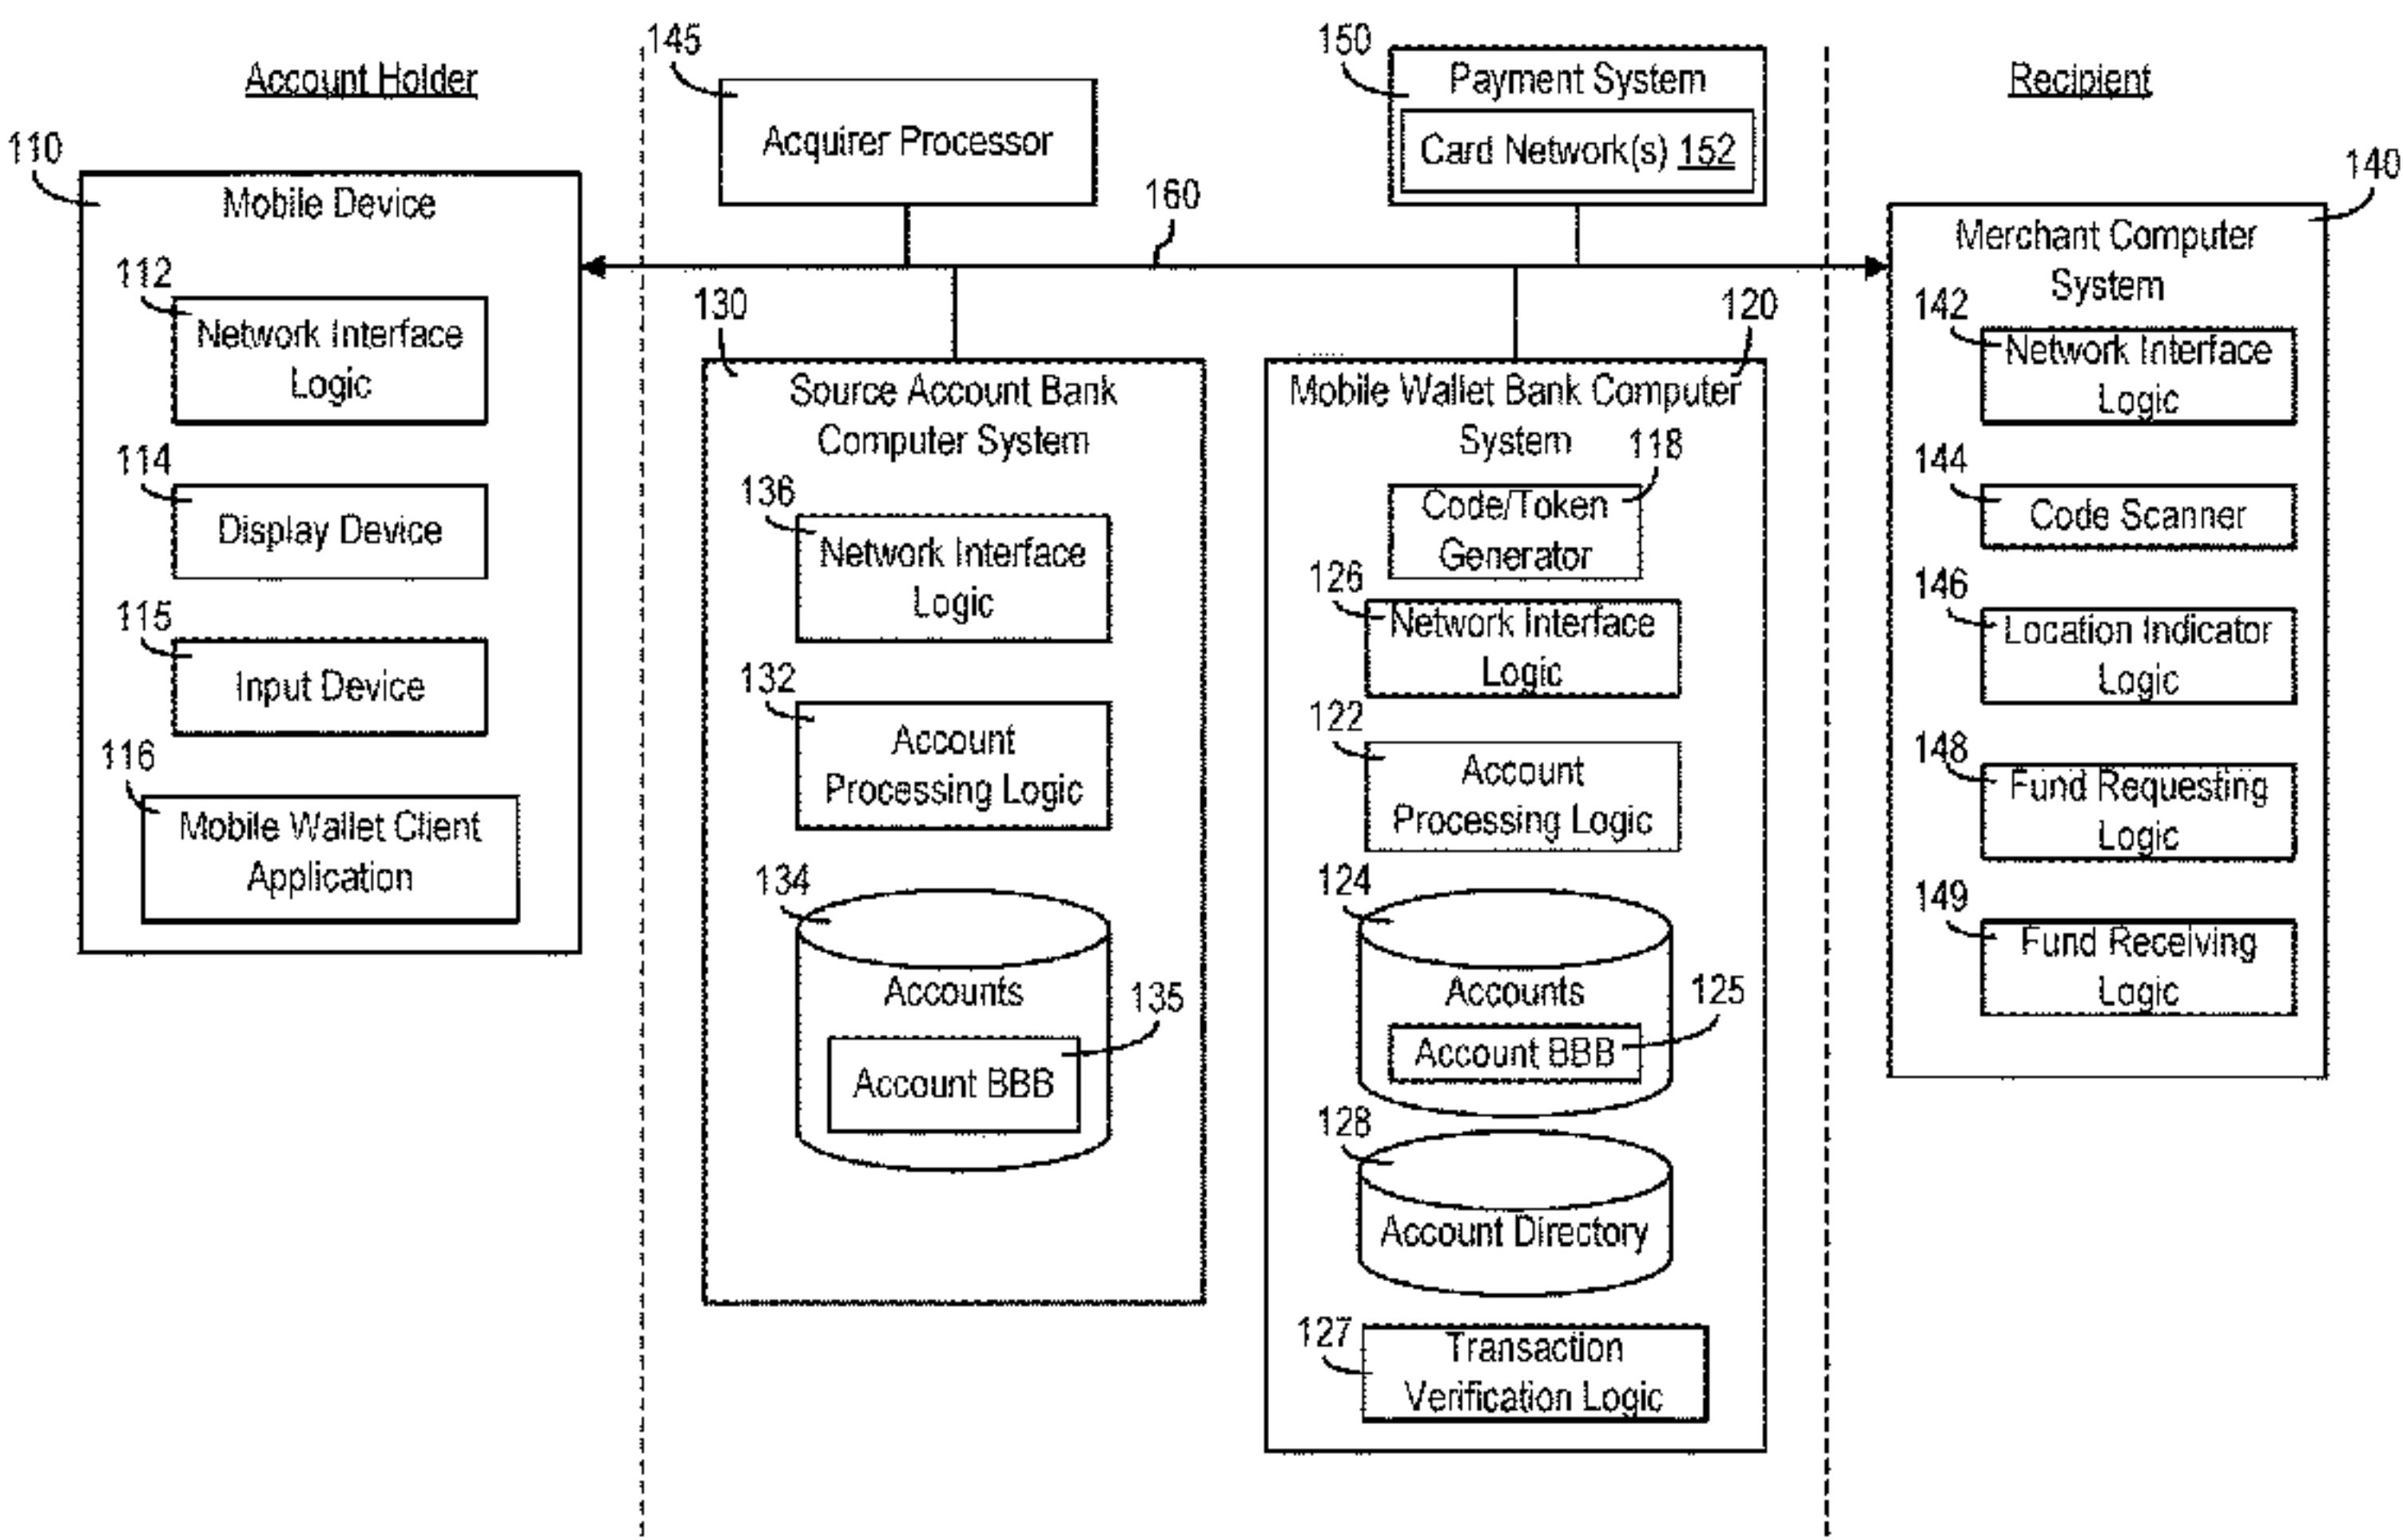 Account Holder
110
Mobile Device
112
Network Interface
Logic
114
Display Device
115
Input Device
116
Mobile Wallet Client
Application
145
Acquirer Processor
150
Payment System
Card Network(s) 152
160
130
Source Account Bank
Computer System
136
Network Interface
Logic
132
Account
Processing Logic
134
Accounts
135
Account BBB
120
Mobile Wallet Bank Computer
System
118
Code/Token
Generator
126
Network Interface
Logic
122
Account
Processing Logic
124
Accounts
125
Account BBB
128
Account Directory
127
Transaction
Verification Logic
Recipient
140
Merchant Computer
System
142
Network Interface
Logic
144
Code Scanner
146
Location Indicator
Logic
148
Fund Requesting
Logic
149
Fund Receiving
Logic